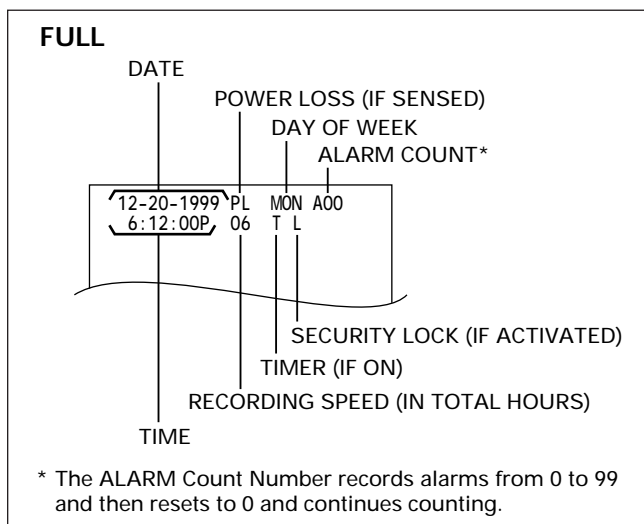 FULL
DATE
POWER LOSS (IF SENSED)
DAY OF WEEK
ALARM COUNT*
12-20-1999 PL MON A00
6:12:00P 06 T L
SECURITY LOCK (IF ACTIVATED)
TIMER (IF ON)
RECORDING SPEED (IN TOTAL HOURS)
TIME
* The ALARM Count Number records alarms from 0 to 99
and then resets to 0 and continues counting.